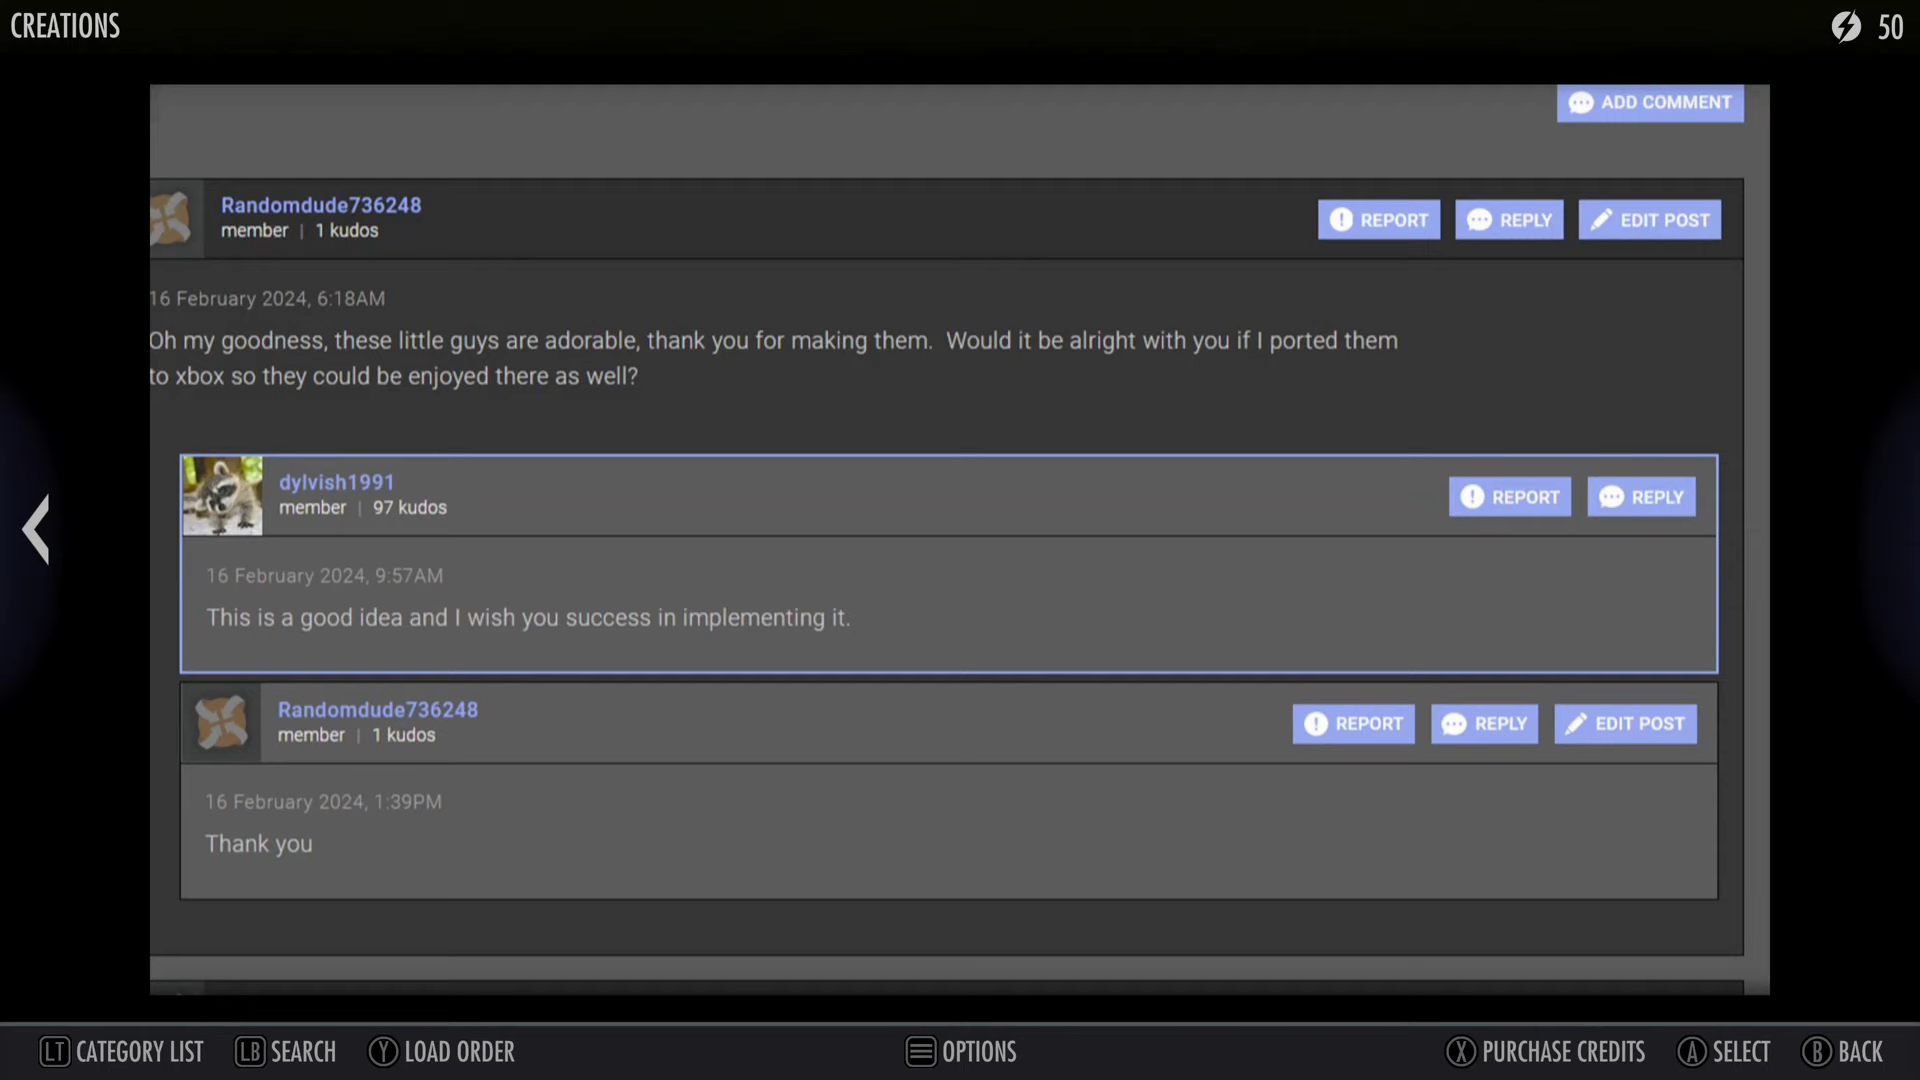 CREATIONS
50
ADD COMMENT
Randomdude736248
member | 1 kudos
REPORT
REPLY
EDIT POST
16 February 2024, 6:18AM
Oh my goodness, these little guys are adorable, thank you for making them.  Would it be alright with you if I ported them
to xbox so they could be enjoyed there as well?
dylvish1991
member | 97 kudos
REPORT
REPLY
16 February 2024, 9:57AM
This is a good idea and I wish you success in implementing it.
Randomdude736248
member | 1 kudos
REPORT
REPLY
EDIT POST
16 February 2024, 1:39PM
Thank you
LT CATEGORY LIST
LB SEARCH
Y LOAD ORDER
OPTIONS
X PURCHASE CREDITS
A SELECT
B BACK